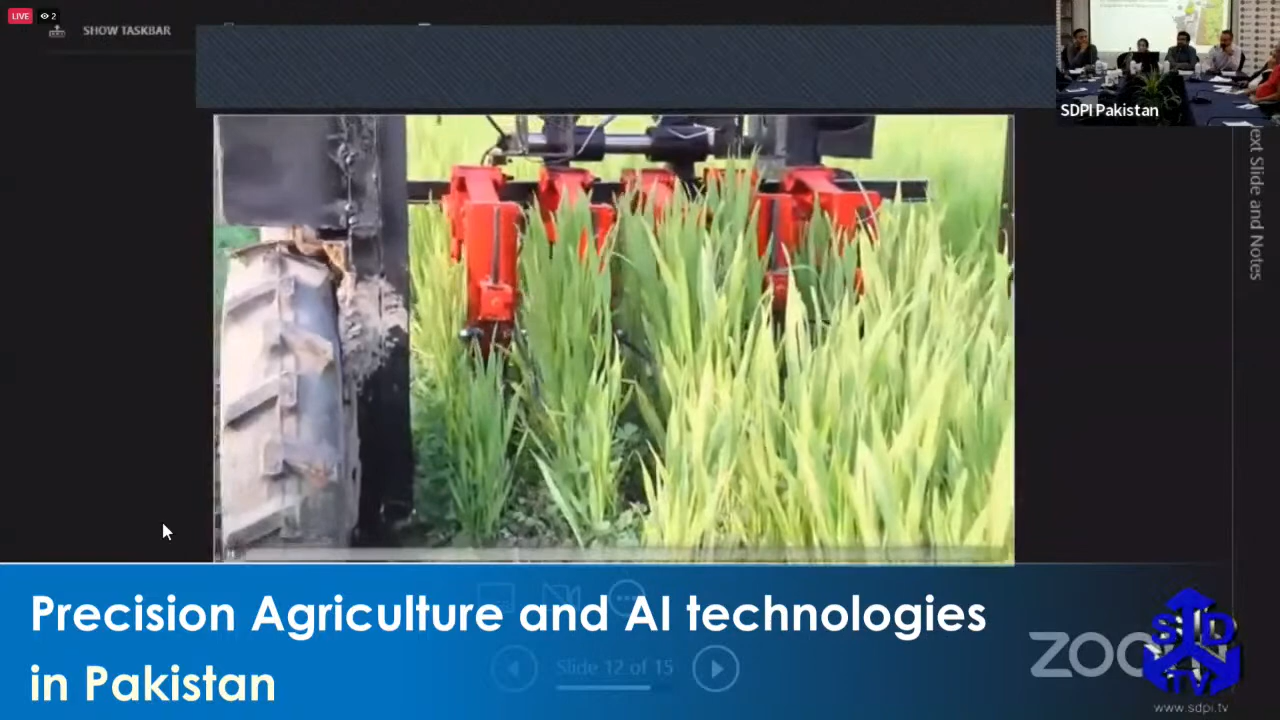 LIVE 2
SHOW TASKBAR
SDPI Pakistan
ext Slide and Notes
Precision Agriculture and AI technologies
in Pakistan
Slide 12 of 15
zoom
SDPI
TV
www.sdpi.tv